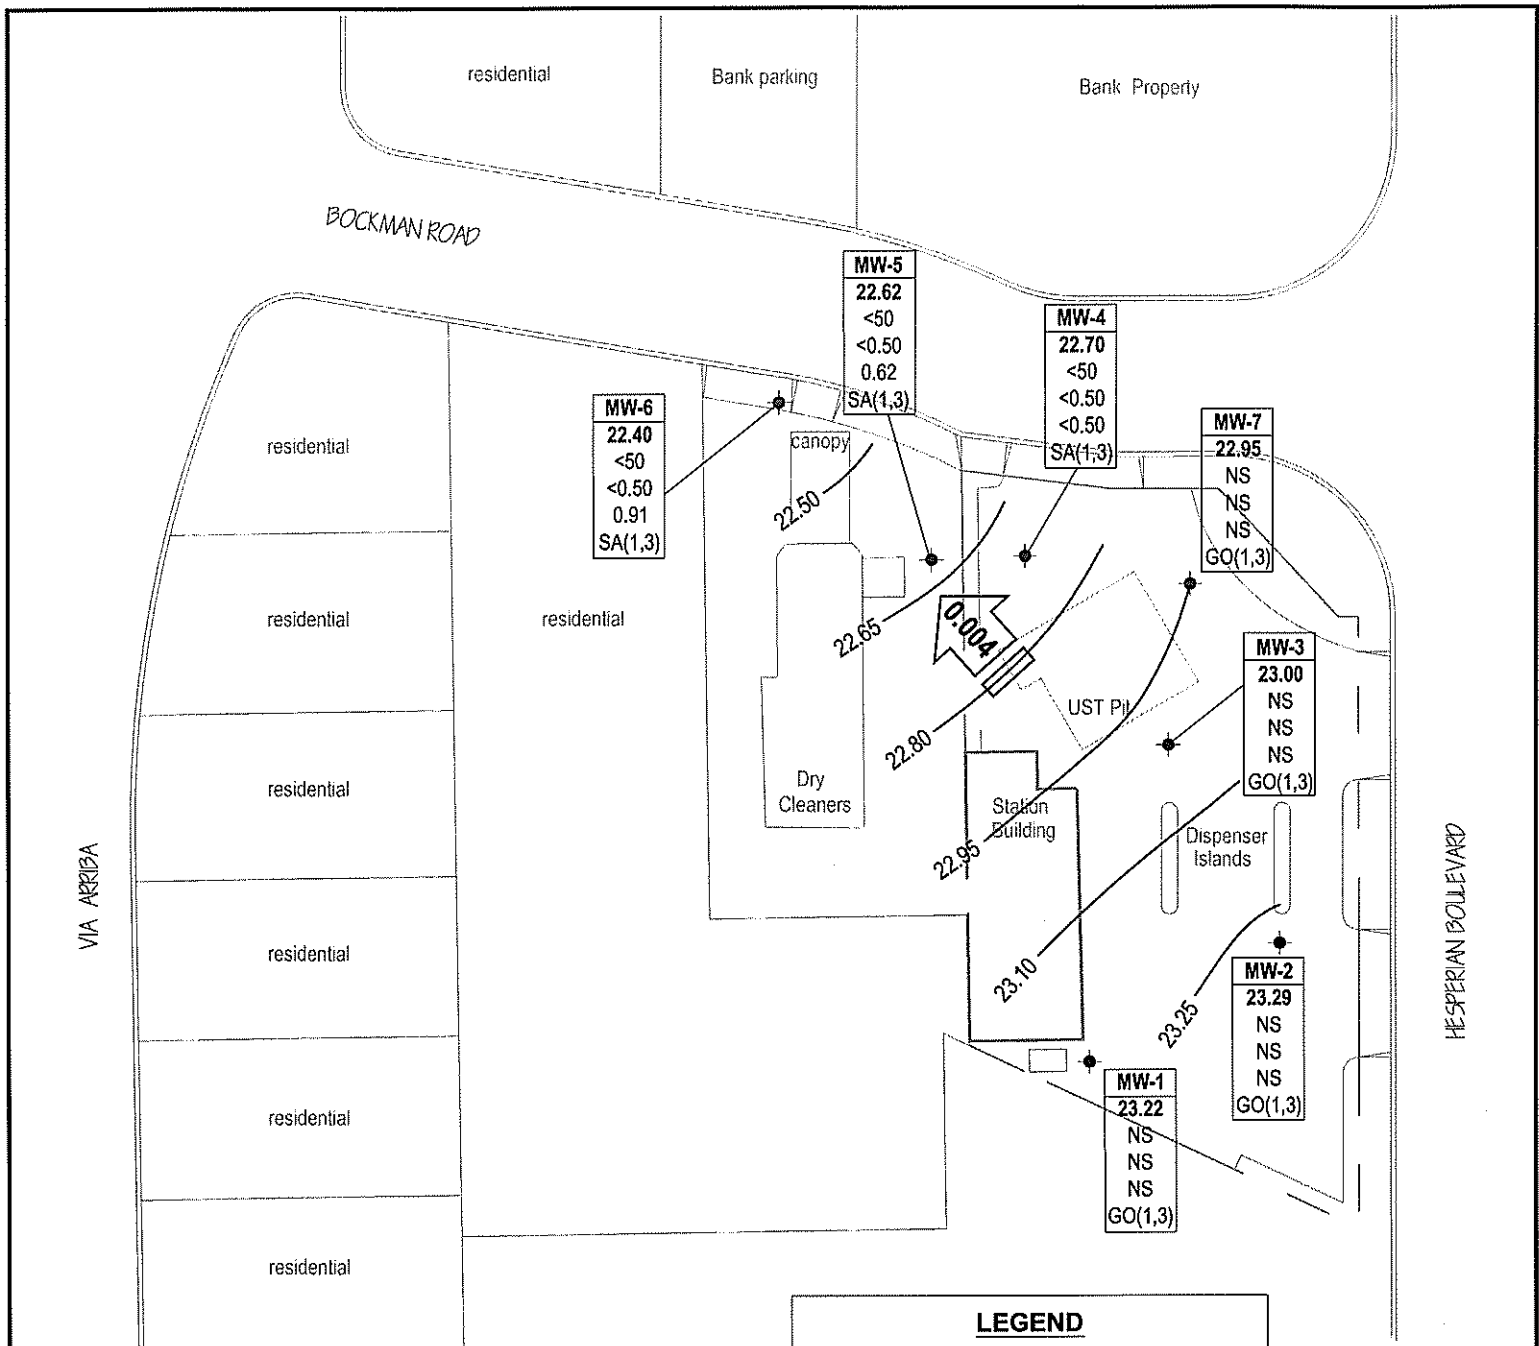 residential
Bank parking
Bank Property
BOCKMAN ROAD
MW-5
22.62
<50
<0.50
0.62
SA(1,3)
MW-4
22.70
<50
<0.50
<0.50
SA(1,3)
MW-6
22.40
<50
<0.50
0.91
SA(1,3)
MW-7
22.95
NS
NS
NS
GO(1,3)
canopy
residential
22.50
residential
residential
22.65
0.004
MW-3
23.00
NS
NS
NS
GO(1,3)
UST Pit
22.80
residential
Dry
Cleaners
Station
Building
Dispenser
Islands
22.95
VIA ARRIBA
HESPERIAN BOULEVARD
residential
23.10
23.25
MW-2
23.29
NS
NS
NS
GO(1,3)
MW-1
23.22
NS
NS
NS
GO(1,3)
residential
residential
LEGEND